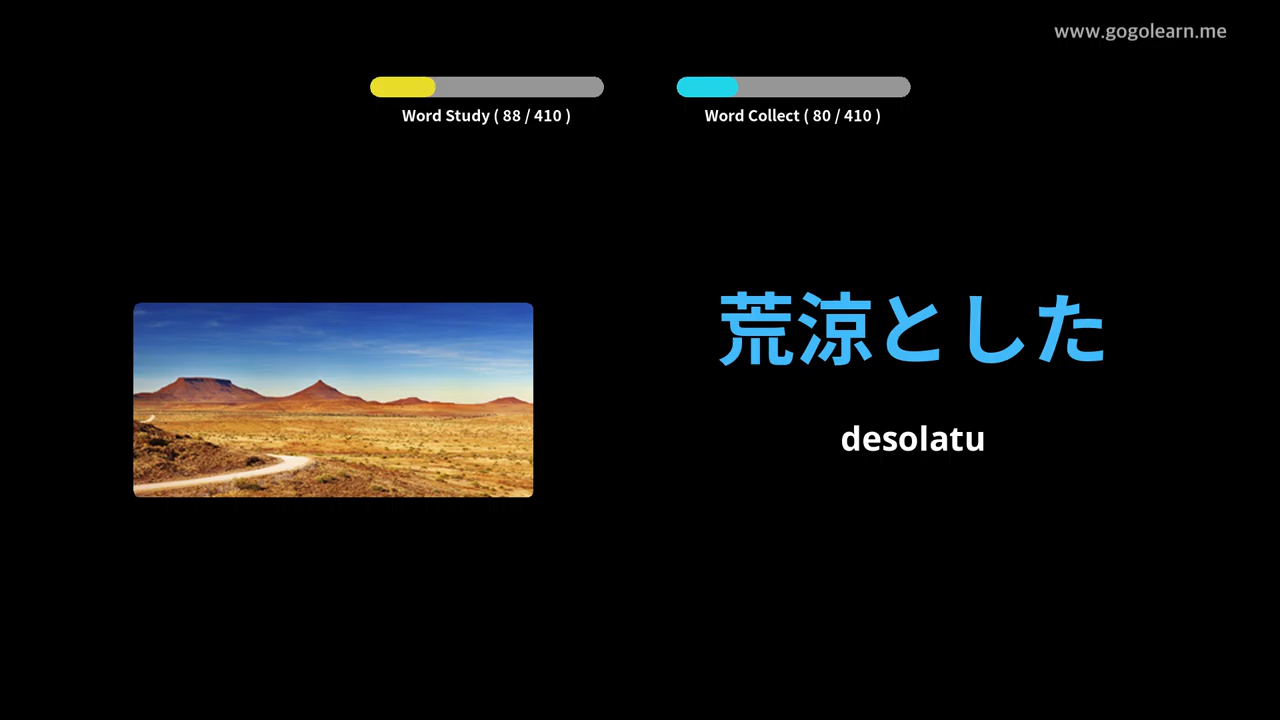 www.gogolearn.me
Word Study ( 88 / 410 )
Word Collect ( 80 / 410 )
荒涼とした
desolatu